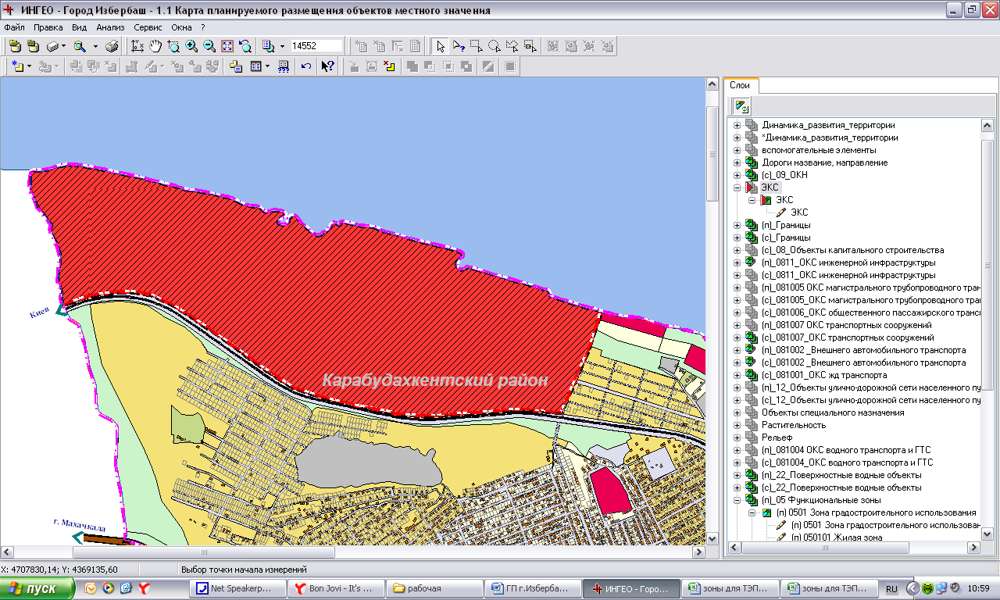 ИНГЕО - Город Избербаш - 1.1 Карта планируемого размещения объектов местного значения
Файл Правка Вид Анализ Сервис Окна ?
14552
Слои
Динамика_развития_территории
*Динамика_развития_территории
вспомогательные элементы
Дороги название, направление
(с)_09_ОКН
ЭКС
ЭКС
ЭКС
(п)_Границы
(с)_Границы
(с)_08_Объекты капитального строительства
(п)_0811_ОКС инженерной инфраструктуры
(с)_0811_ОКС инженерной инфраструктуры
(п)_081005 ОКС магистрального трубопроводного тран
(с)_081005_ОКС магистрального трубопроводного тран
(с)_081006_ОКС общественного пассажирского трансп
(п)_081007 ОКС транспортных сооружений
(с)_081007_ОКС транспортных сооружений
(п)_081002 _Внешнего автомобильного транспорта
(с)_081002 _Внешнего автомобильного транспорта
(с)_081001_ОКС жд транспорта
(п)_12_Объекты улично-дорожной сети населенного пу
(с)_12_Объекты улично-дорожной сети населенного пу
Объекты специального назначения
Растительность
Рельеф
(п)_081004 ОКС водного транспорта и ГТС
(с)_081004_ОКС водного транспорта и ГТС
(п)_22_Поверхностные водные объекты
(с)_22_Поверхностные водные объекты
(п)_05 Функциональные зоны
(п) 0501 Зона градостроительного использования
(п) 0501 Зона градостроительного использован
(п) 050101 Жилая зона
Киев
Карабудахкентский район
г. Махачкала
X: 4707830,14; Y: 4369135,60 Выбор точки начала измерений
пуск Net Speakerp... Bon Jovi - It's ... рабочая ГП г.Изберба... ИНГЕО - Горо... зоны для ТЭП... зоны для ТЭП... RU 10:59